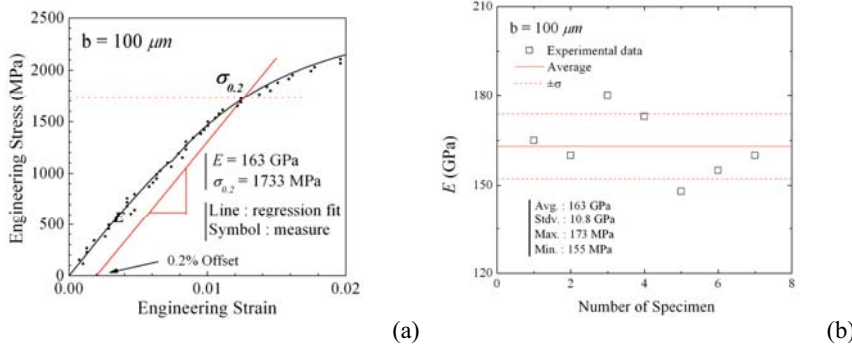 2500
2000
1500
1000
500
0
Engineering Stress (MPa)
b = 100 μm
σ0.2
E
E = 163 GPa
σ0.2 = 1733 MPa
Line : regression fit
Symbol : measure
0.2% Offset
0.00
0.01
0.02
Engineering Strain
(a)
210
180
150
120
E (GPa)
b = 100 μm
Experimental data
Average
±σ
Avg. : 163 GPa
Stdv. : 10.8 GPa
Max. : 173 MPa
Min. : 155 MPa
0
2
4
6
8
Number of Specimen
(b)